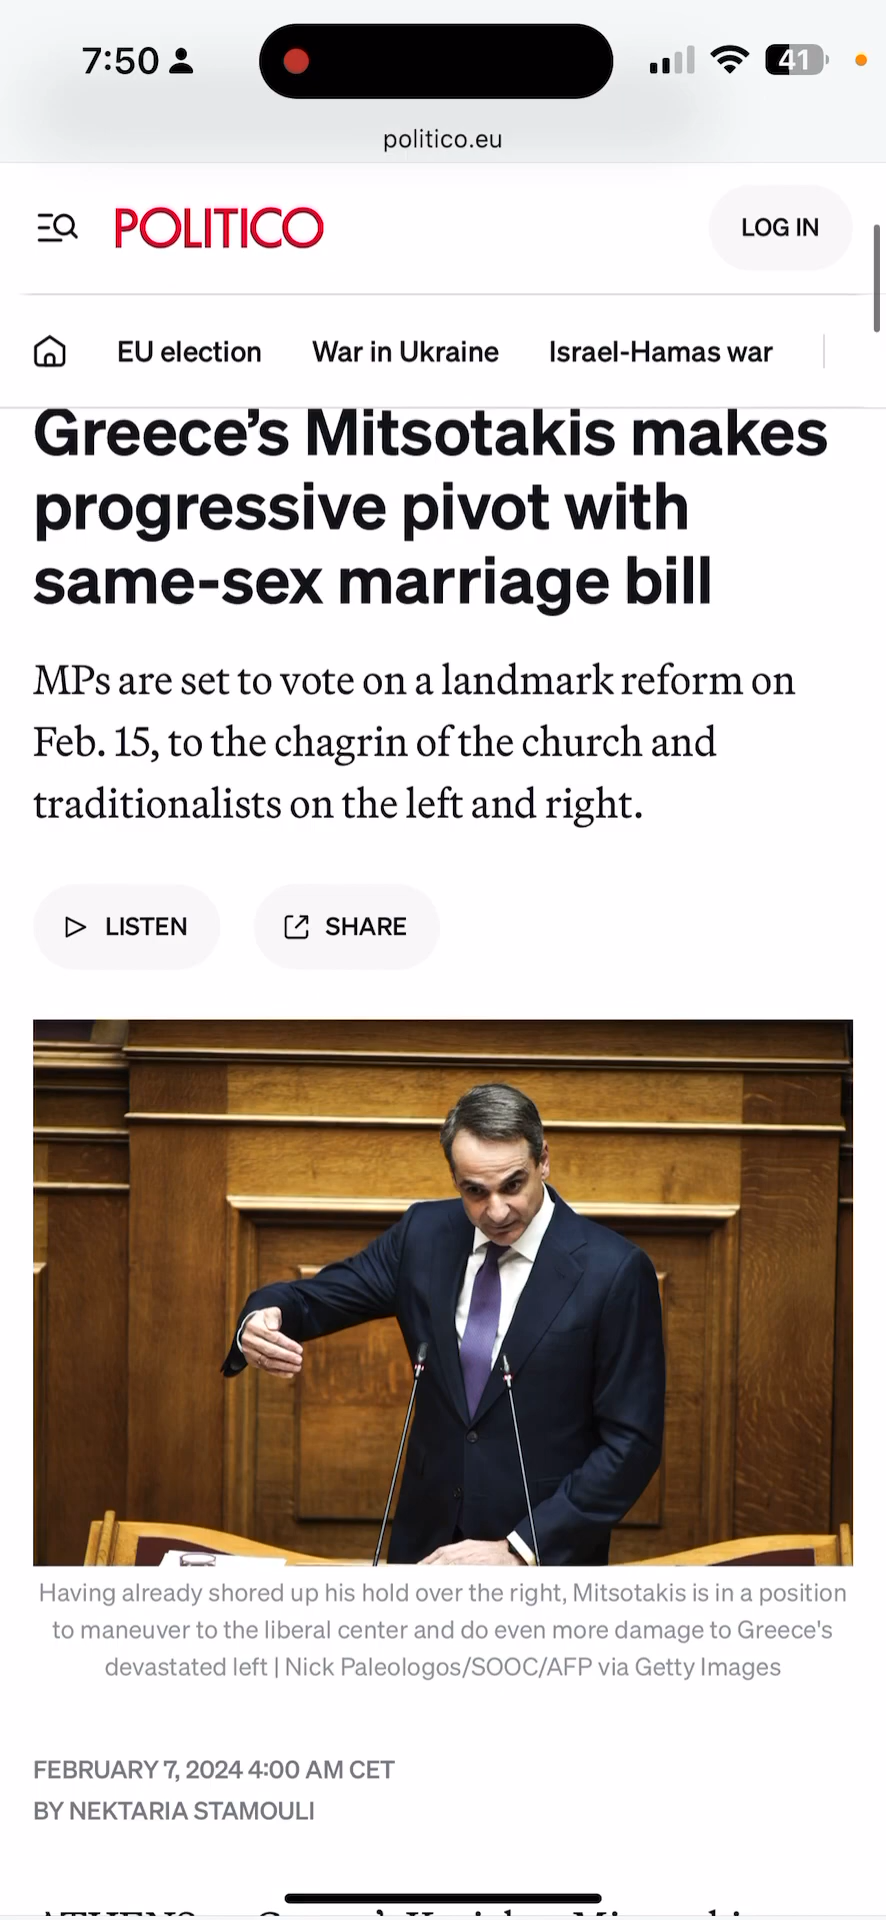 7:50
41
politico.eu
POLITICO
LOG IN
EU election
War in Ukraine
Israel-Hamas war
Greece’s Mitsotakis makes
progressive pivot with
same-sex marriage bill
MPs are set to vote on a landmark reform on
Feb. 15, to the chagrin of the church and
traditionalists on the left and right.
LISTEN
SHARE
Having already shored up his hold over the right, Mitsotakis is in a position
to maneuver to the liberal center and do even more damage to Greece's
devastated left | Nick Paleologos/SOOC/AFP via Getty Images
FEBRUARY 7, 2024 4:00 AM CET
BY NEKTARIA STAMOULI